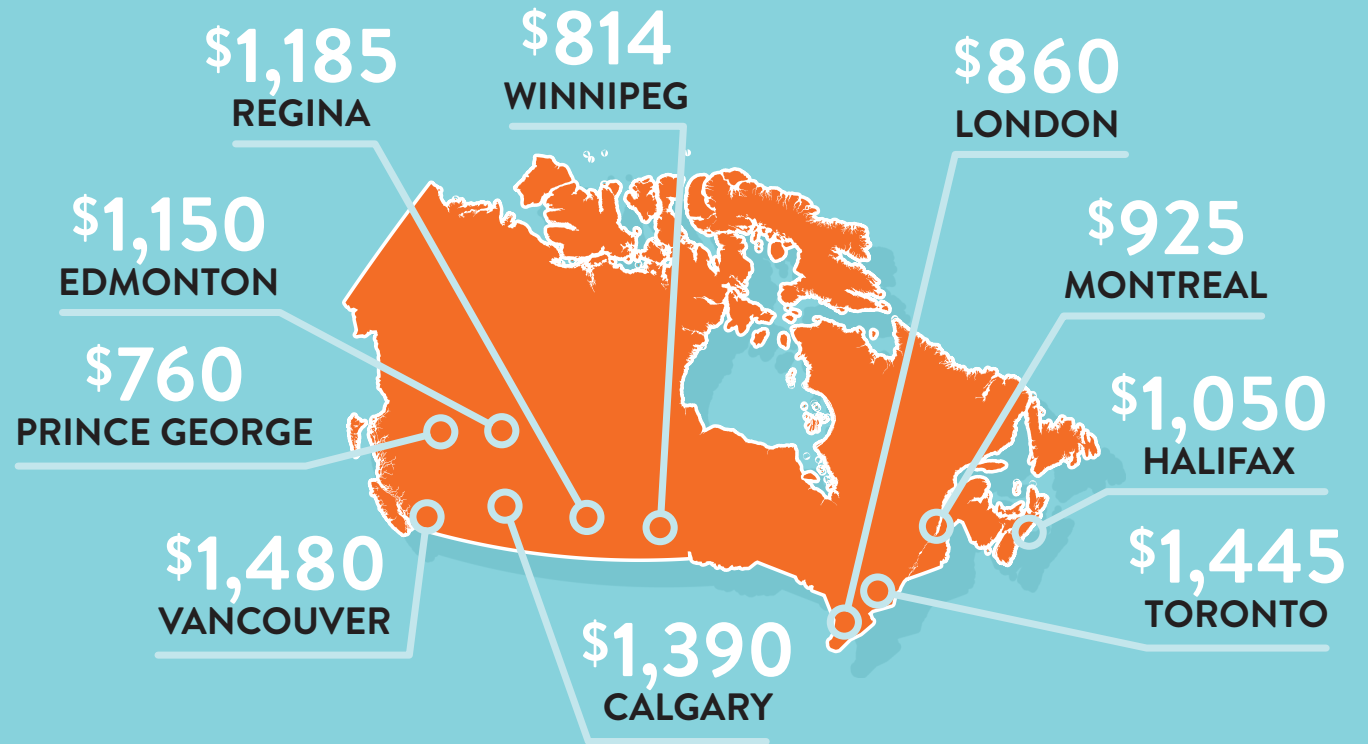 $1,185
REGINA
$814
WINNIPEG
$860
LONDON
$1,150
EDMONTON
$925
MONTREAL
$760
PRINCE GEORGE
$1,050
HALIFAX
$1,480
VANCOUVER
$1,390
CALGARY
$1,445
TORONTO